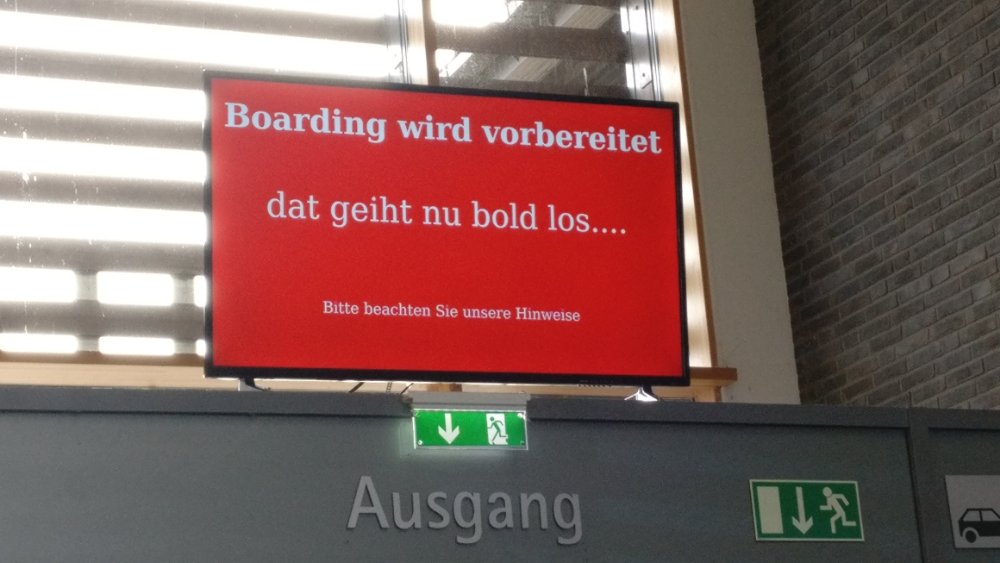 Boarding wird vorbereitet
dat geiht nu bold los....
Bitte beachten Sie unsere Hinweise
Ausgang